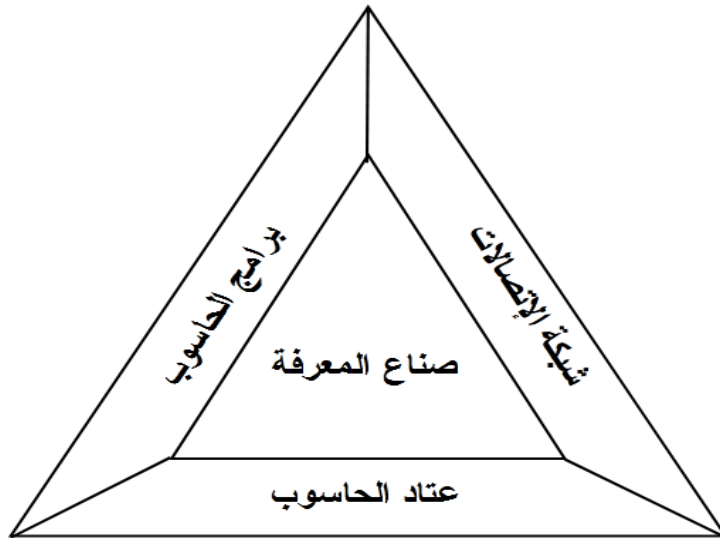 برامج الحاسوب
شبكة الإتصالات
صناع المعرفة
عتاد الحاسوب